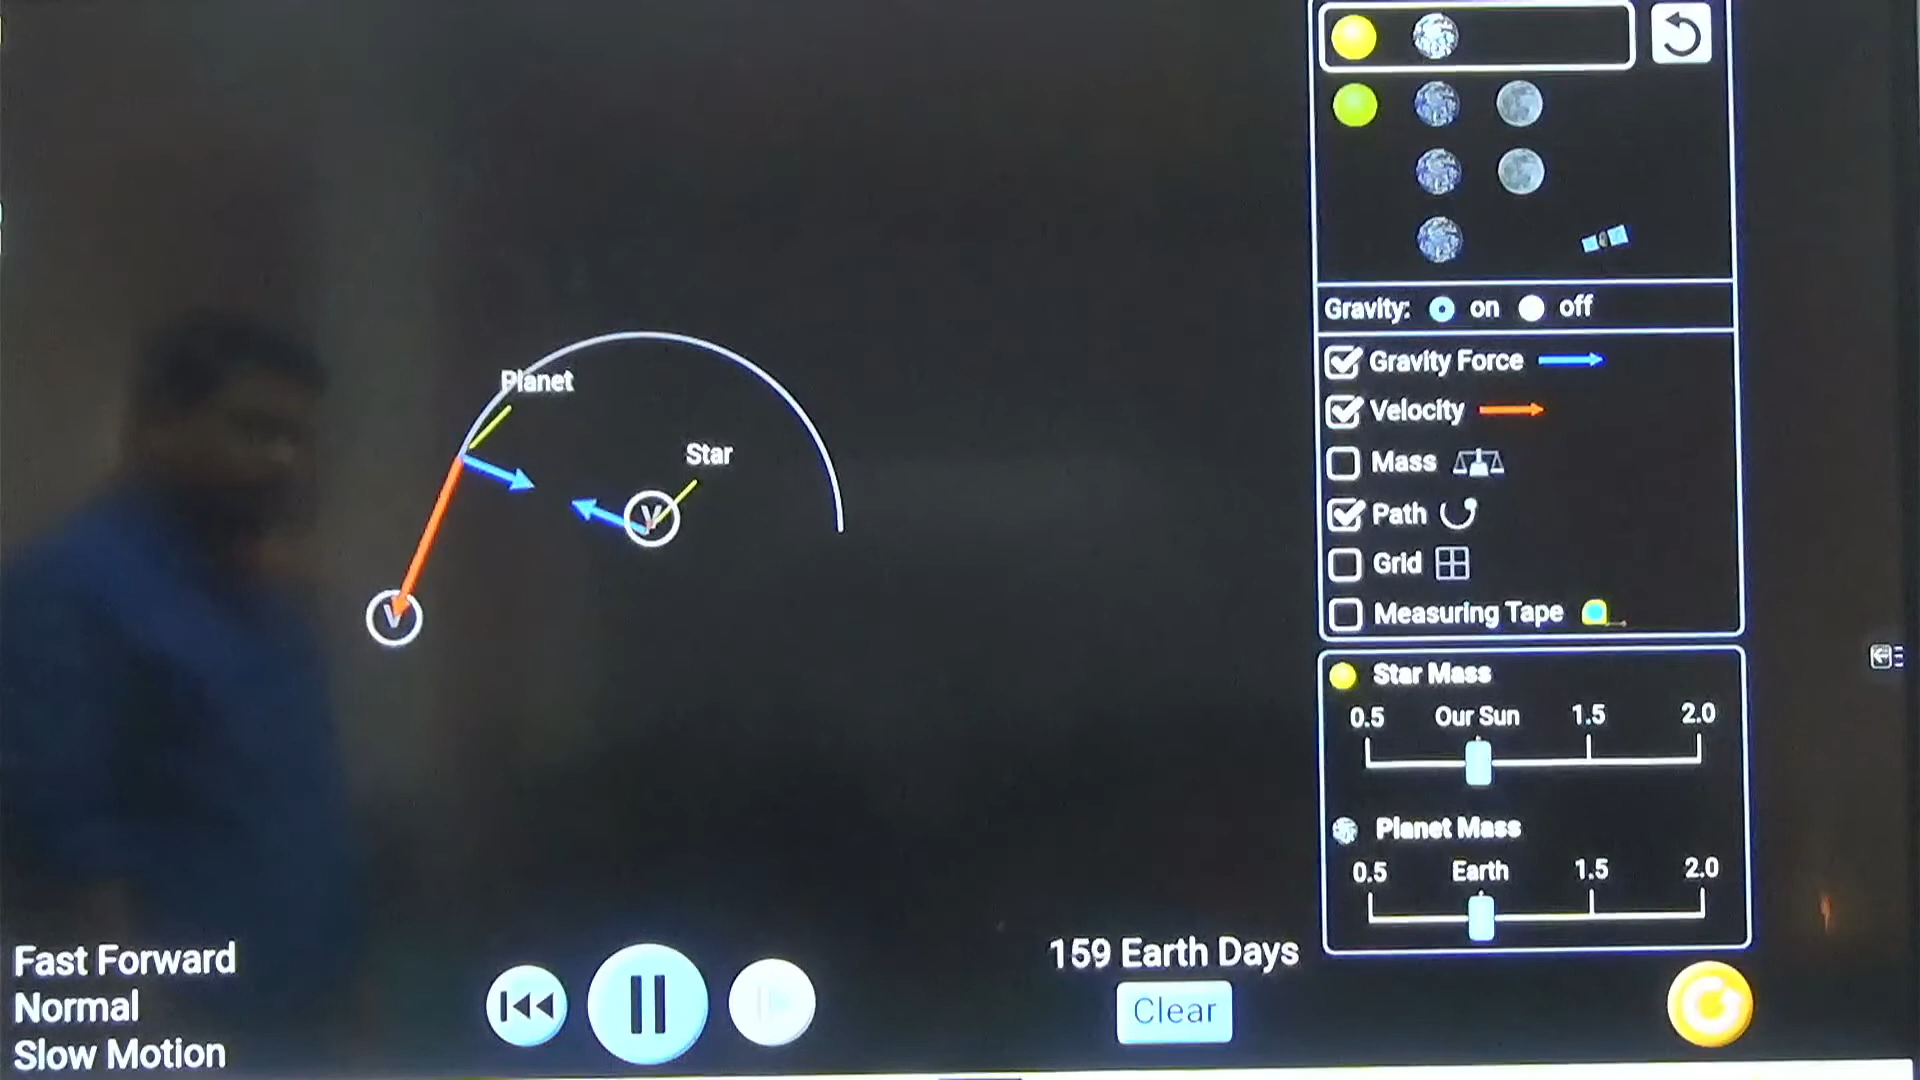 Planet
Star
V
V
Gravity: on off
Gravity Force
Velocity
Mass
Path
Grid
Measuring Tape
Star Mass
0.5 Our Sun 1.5 2.0
Planet Mass
0.5 Earth 1.5 2.0
Fast Forward
Normal
Slow Motion
159 Earth Days
Clear